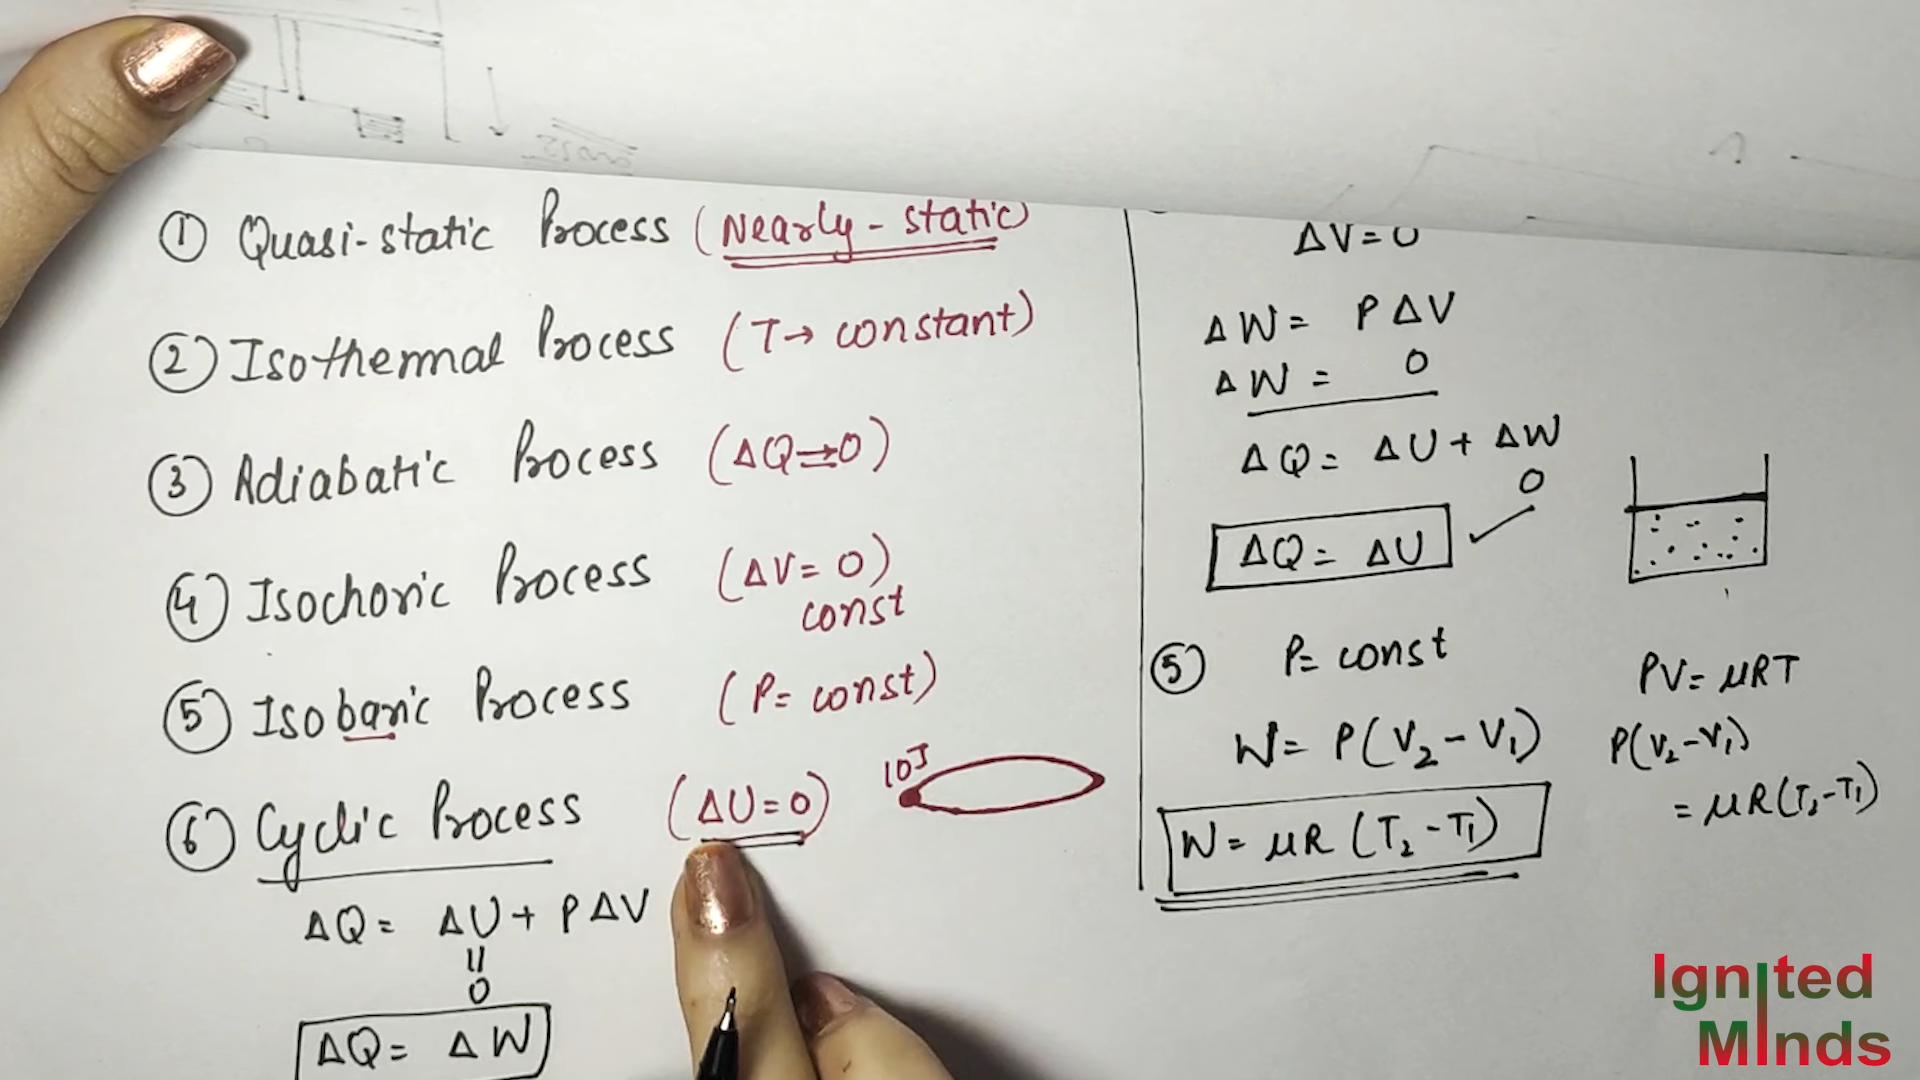 ① Quasi-static Process (Nearly-static)
② Isothermal Process (T→ constant)
③ Adiabatic Process (ΔQ⇒0)
④ Isochoric Process (ΔV= 0)
const
⑤ Isobaric Process (P= const)
⑥ Cyclic Process (ΔU=0) 10J
ΔQ= ΔU+ PΔV
=
0
ΔQ= ΔW
ΔV=0
ΔW= PΔV
ΔW= 0
ΔQ= ΔU+ ΔW
0
ΔQ= ΔU
⑤ P= const
W= P(V₂-V₁)
W= μR (T₂-T₁)
PV= μRT
P(V₂-V₁)
= μR(T₂-T₁)
Ignited
Minds